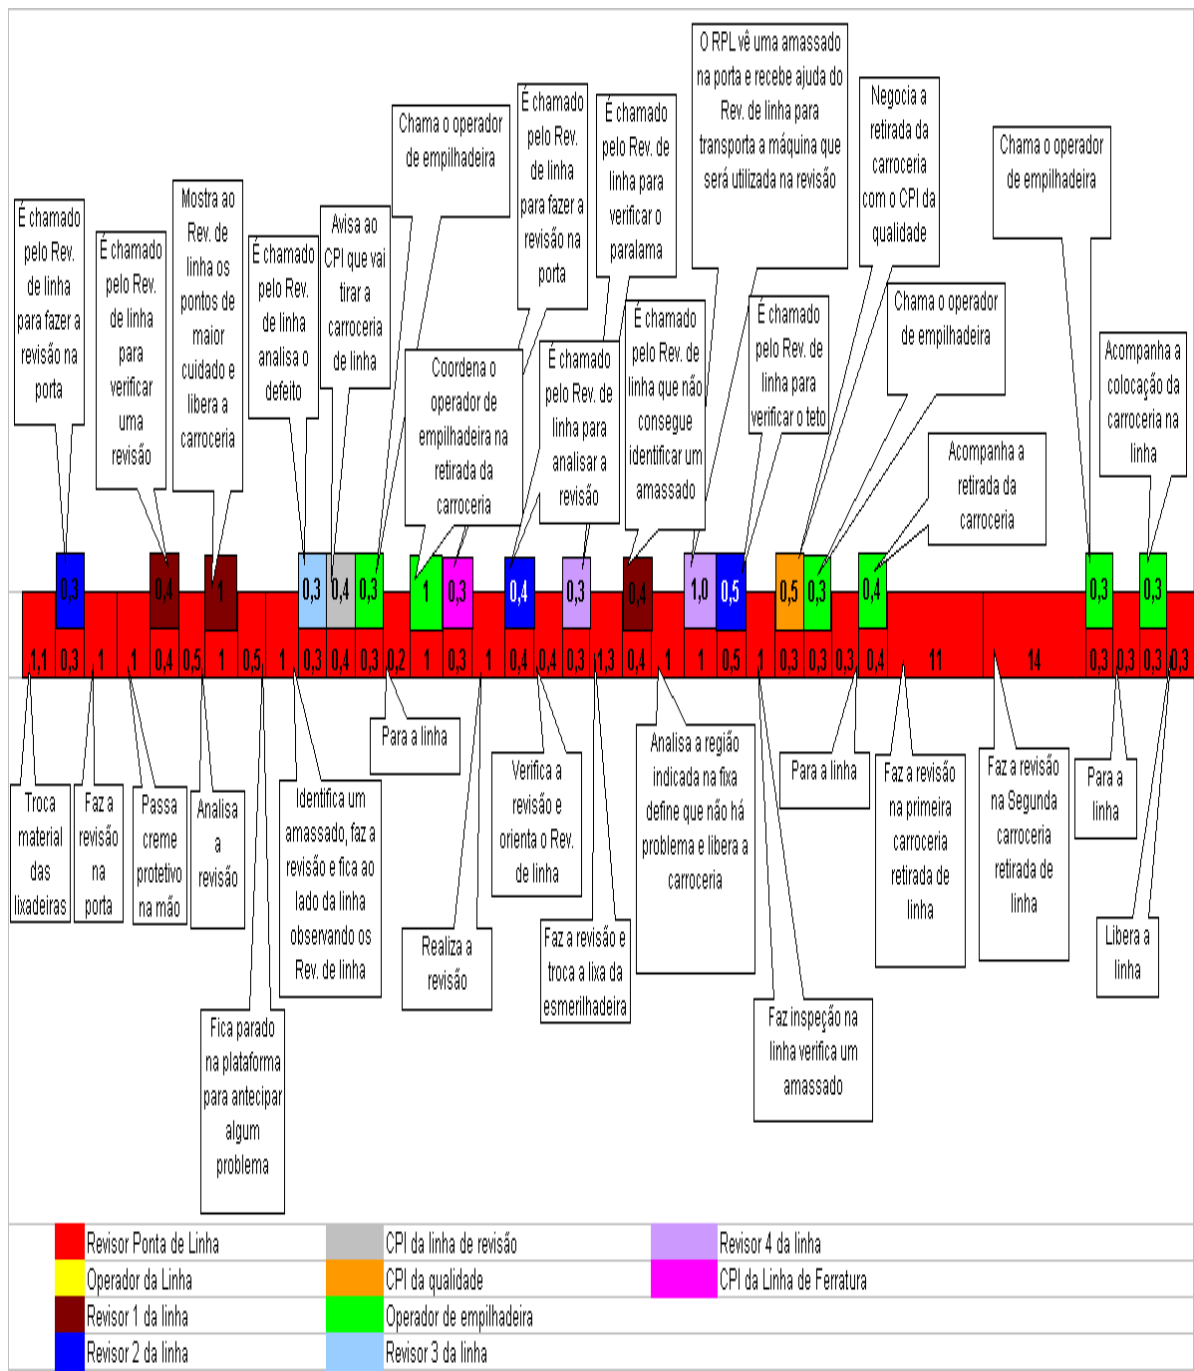 É chamado
pelo Rev.
de linha
para fazer a
revisão na
porta
É chamado
pelo Rev.
de linha
para
verificar
uma
revisão
Mostra ao
Rev. de
linha os
pontos de
maior
cuidado e
libera a
carroceria
É chamado
pelo Rev.
de linha
analisa o
defeito
Avisa ao
CPI que vai
tirar a
carroceria
de linha
Chama o operador
de empilhadeira
Coordena o
operador de
empilhadeira na
retirada da
carroceria
É chamado
pelo Rev.
de linha
para fazer a
revisão na
porta
É chamado
pelo Rev.
de linha para
analisar a
revisão
É chamado
pelo Rev. de
linha para
verificar o
paralama
É chamado
pelo Rev. de
linha que não
consegue
identificar um
amassado
O RPL vê uma amassado
na porta e recebe ajuda do
Rev. de linha para
transporta a máquina que
será utilizada na revisão
É chamado
pelo Rev. de
linha para
verificar o teto
Negocia a
retirada da
carroceria
com o CPI da
qualidade
Chama o operador
de empilhadeira
Acompanha a
retirada da
carroceria
Chama o operador
de empilhadeira
Acompanha a
colocação da
carroceria na
linha
0,3 0,4 1 0,3 0,4 0,3 1 0,3 0,4 0,3 0,4 1,0 0,5 0,5 0,3 0,4 0,3 0,3
1,1 0,3 1 1 0,4 0,5 1 0,5 1 0,3 0,4 0,3 0,2 1 0,3 1 0,4 0,4 0,3 1,3 0,4 1 1 0,5 1 0,3 0,3 0,3 0,4 11 14 0,3 0,3 0,3 0,3
Troca
material
das
lixadeiras
Faz a
revisão
na
porta
Passa
creme
protetivo
na mão
Analisa
a
revisão
Fica parado
na plataforma
para antecipar
algum
problema
Identifica um
amassado, faz a
revisão e fica ao
lado da linha
observando os
Rev. de linha
Para a linha
Realiza a
revisão
Verifica a
revisão e
orienta o Rev.
de linha
Faz a revisão e
troca a lixa da
esmerilhadeira
Analisa a região
indicada na fixa
define que não há
problema e libera a
carroceria
Faz inspeção na
linha verifica um
amassado
Para a linha
Faz a revisão
na primeira
carroceria
retirada de
linha
Faz a revisão
na Segunda
carroceria
retirada de
linha
Para a
linha
Libera a
linha
Revisor Ponta de Linha
Operador da Linha
Revisor 1 da linha
Revisor 2 da linha
CPI da linha de revisão
CPI da qualidade
Operador de empilhadeira
Revisor 3 da linha
Revisor 4 da linha
CPI da Linha de Ferratura